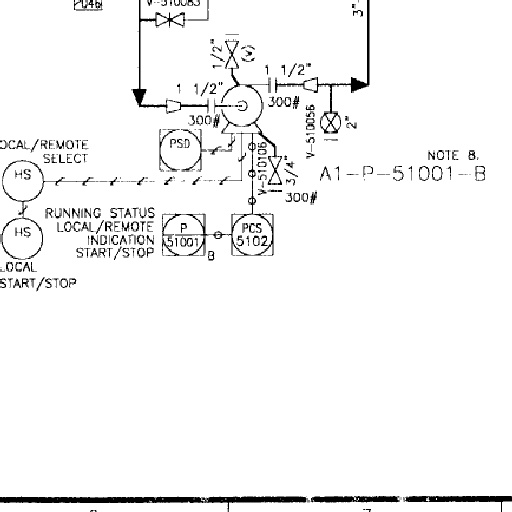 V-510083
3"
1/2"
(V)
1 1/2"
1 1/2"
300#
300#
V-510056
2"
PSD
OCAL/REMOTE
SELECT
HS
V-510106
3/4"
300#
NOTE 8.
A1-P-51001-B
RUNNING STATUS
LOCAL/REMOTE
INDICATION
START/STOP
HS
P
51001
B
PCS
5102
LOCAL
START/STOP